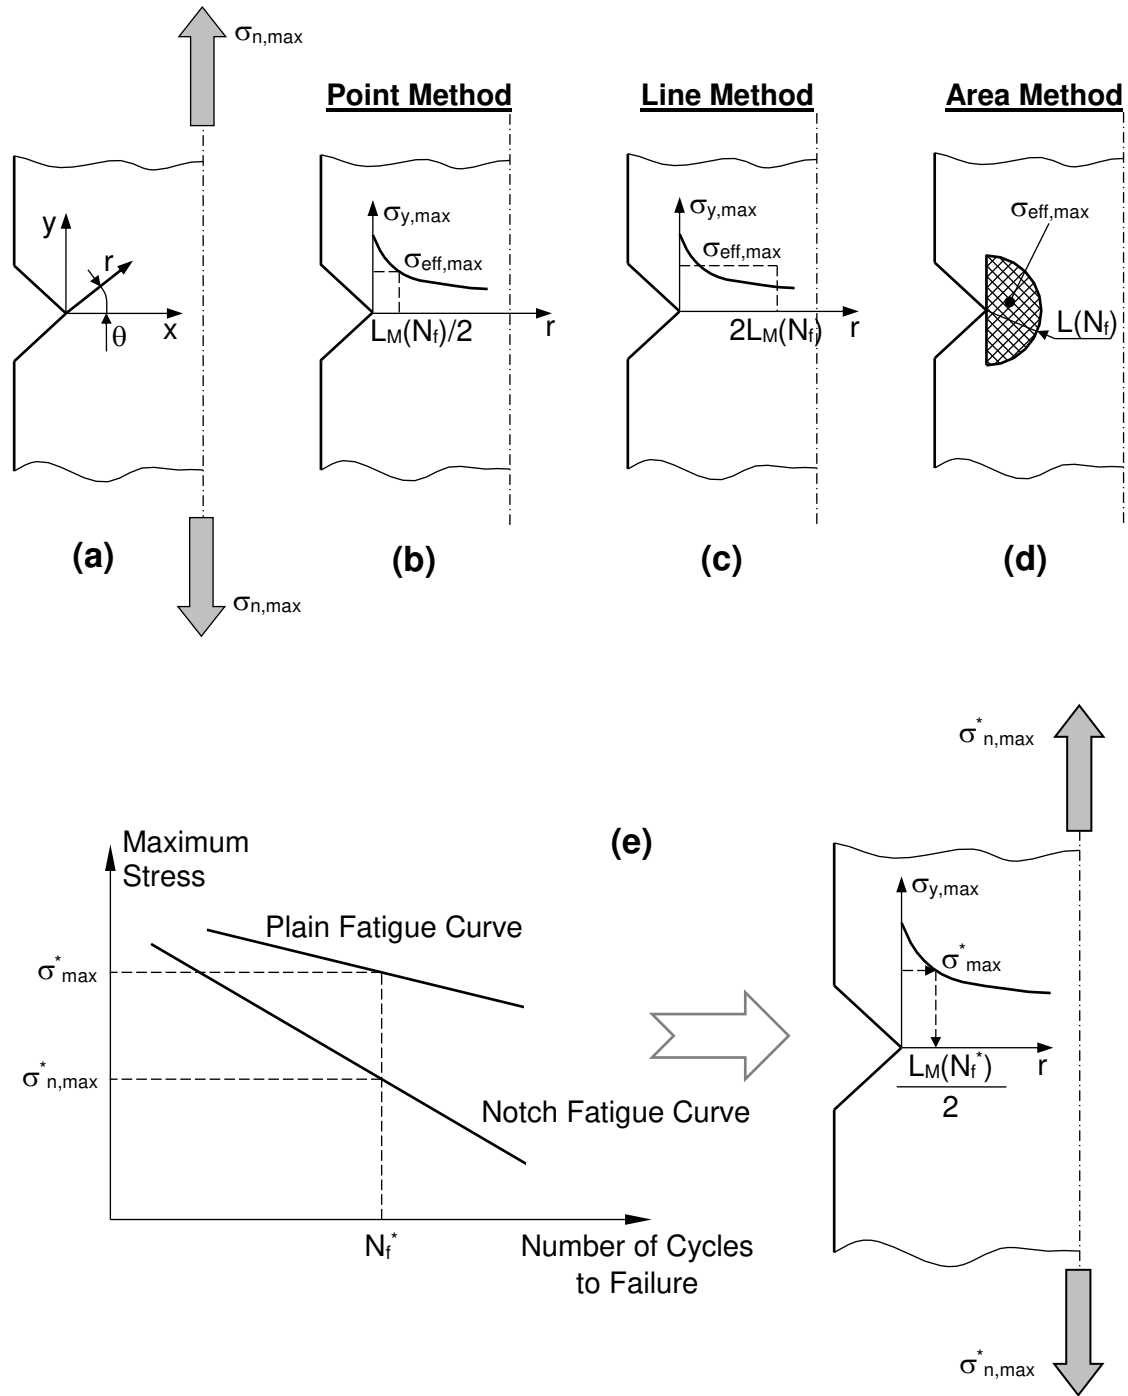 σn,max
Point Method
Line Method
Area Method
y
r
θ
x
σy,max
σeff,max
LM(Nf)/2
r
σy,max
σeff,max
2LM(Nf)
r
σeff,max
L(Nf)
(a)
(b)
(c)
(d)
σn,max
(e)
Maximum
Stress
Plain Fatigue Curve
σ*max
σ*n,max
Notch Fatigue Curve
Nf*
Number of Cycles
to Failure
σ*n,max
σy,max
σ*max
LM(Nf*)
2
r
σ*n,max